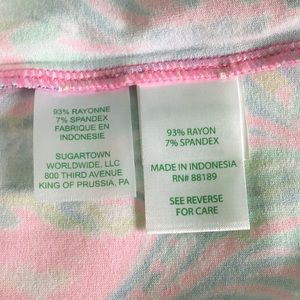 93% RAYONNE
7% SPANDEX
FABRIQUE EN
INDONESIE
SUGARTOWN
WORLDWIDE, LLC
800 THIRD AVENUE
KING OF PRUSSIA, PA
93% RAYON
7% SPANDEX
MADE IN INDONESIA
RN# 88189
SEE REVERSE
FOR CARE